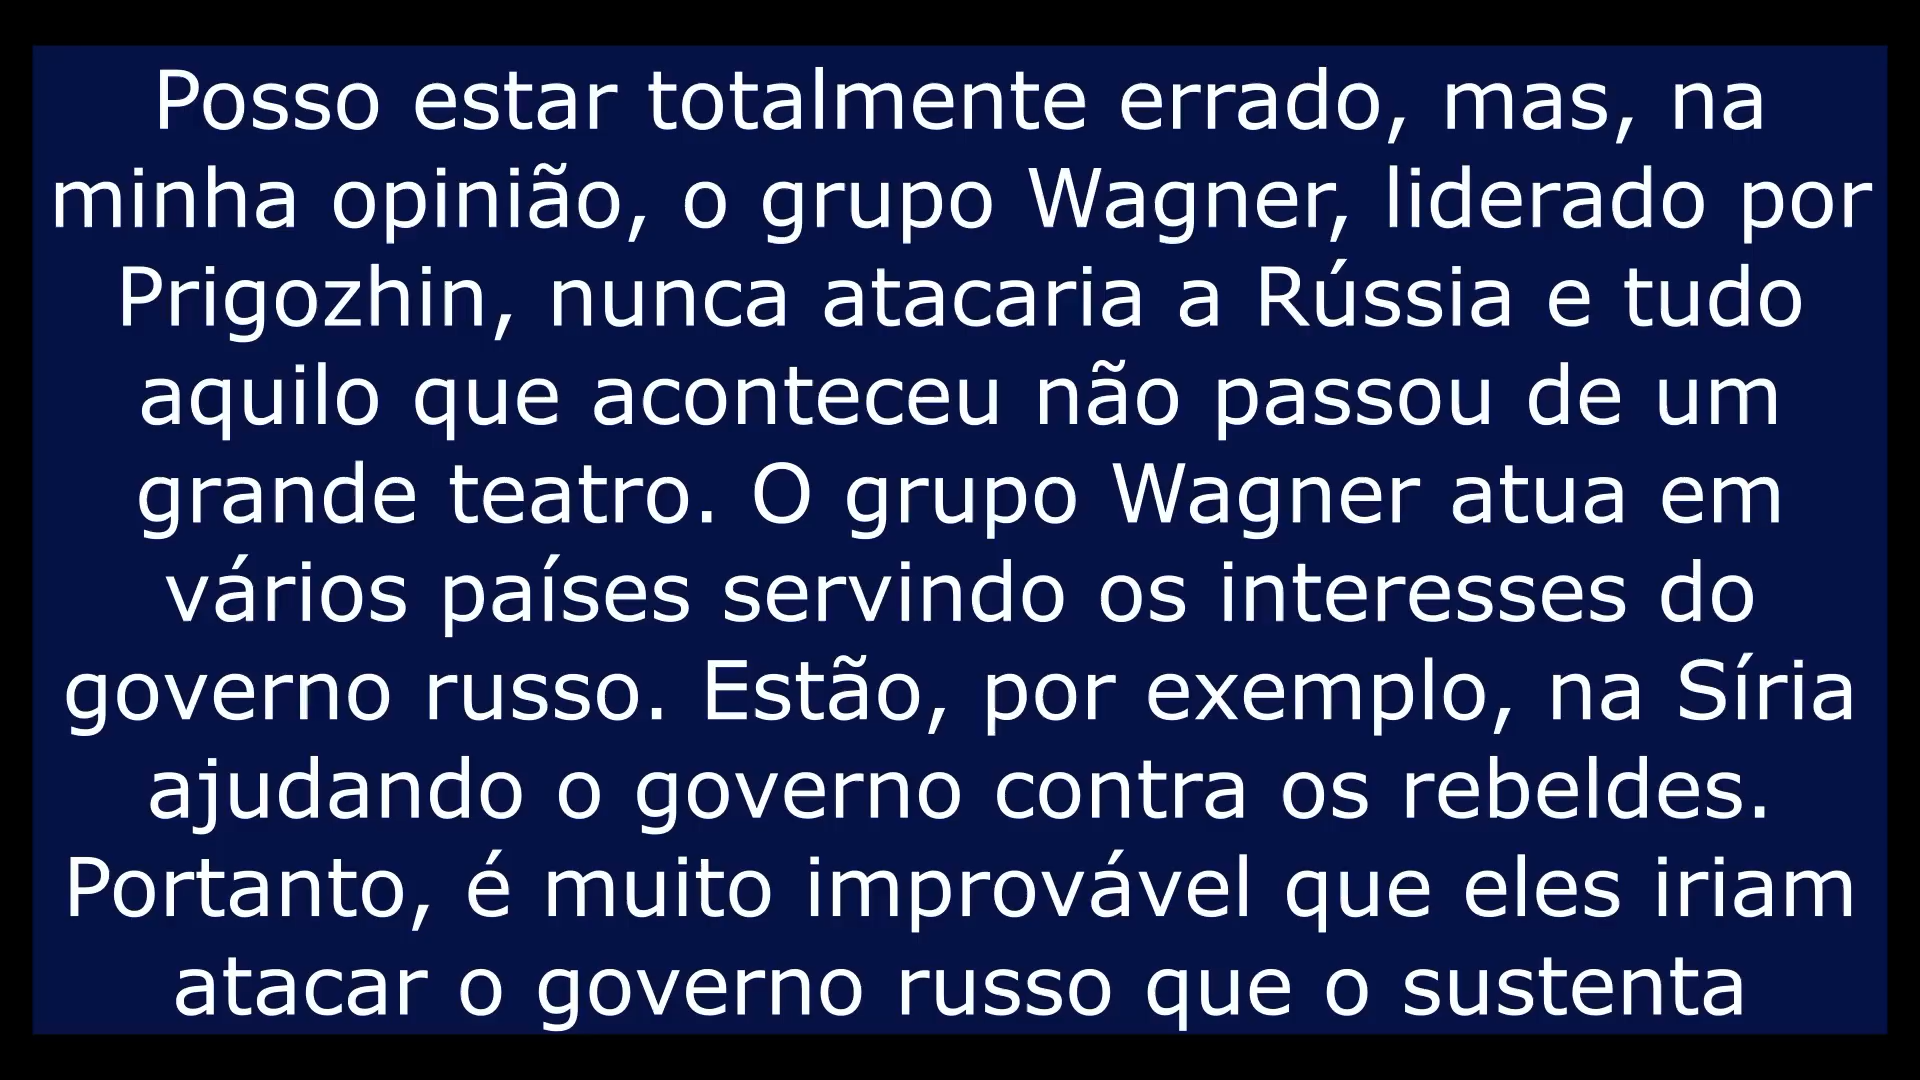 Posso estar totalmente errado, mas, na
minha opinião, o grupo Wagner, liderado por
Prigozhin, nunca atacaria a Rússia e tudo
aquilo que aconteceu não passou de um
grande teatro. O grupo Wagner atua em
vários países servindo os interesses do
governo russo. Estão, por exemplo, na Síria
ajudando o governo contra os rebeldes.
Portanto, é muito improvável que eles iriam
atacar o governo russo que o sustenta